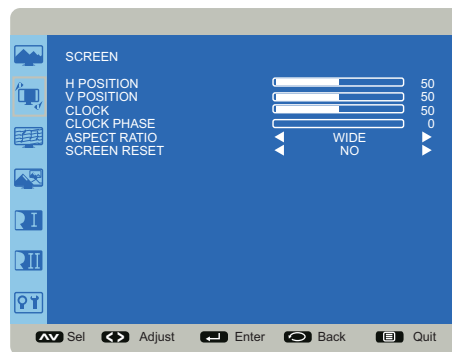 SCREEN
H POSITION 50
V POSITION 50
CLOCK 50
CLOCK PHASE 0
ASPECT RATIO WIDE
SCREEN RESET NO
I
II
Sel Adjust Enter Back Quit